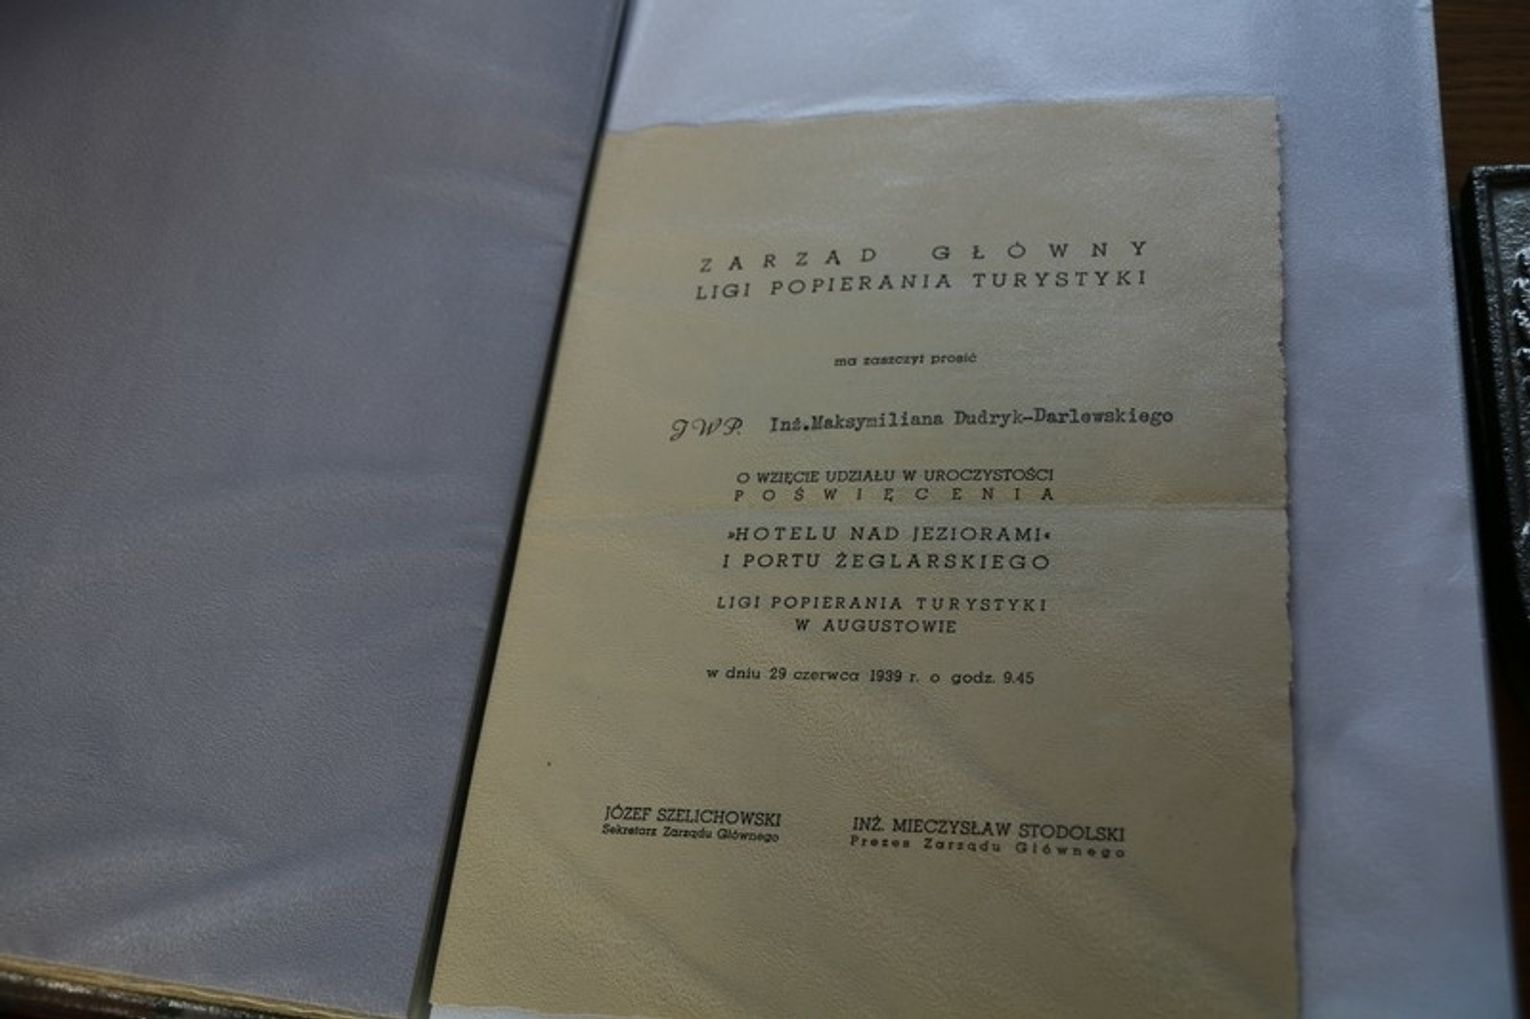 ZARZĄD GŁÓWNY
LIGI POPIERANIA TURYSTYKI
ma zaszczyt prosić
JWP. Inż.Maksymiliana Dudryk-Darlewskiego
O WZIĘCIE UDZIAŁU W UROCZYSTOŚCI
POŚWIĘCENIA
»HOTELU NAD JEZIORAMI«
I PORTU ŻEGLARSKIEGO
LIGI POPIERANIA TURYSTYKI
W AUGUSTOWIE
w dniu 29 czerwca 1939 r. o godz. 9.45
JÓZEF SZELICHOWSKI
Sekretarz Zarządu Głównego
INŻ. MIECZYSŁAW STODOLSKI
Prezes Zarządu Głównego